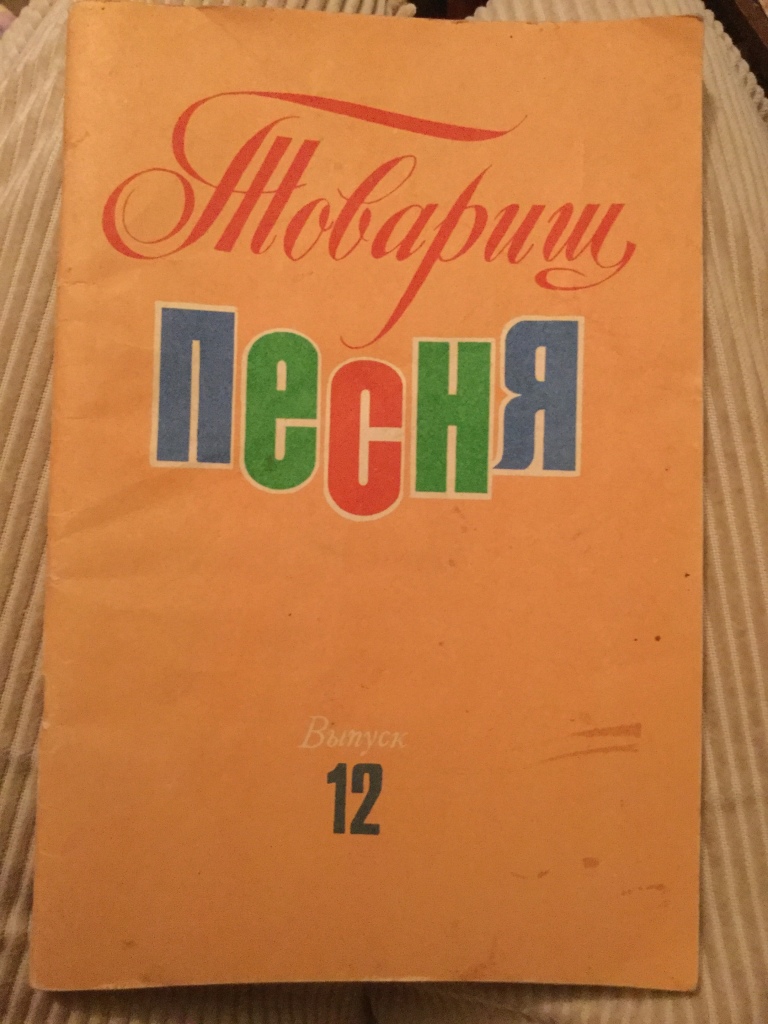 Товарищ
песня
Выпуск
12